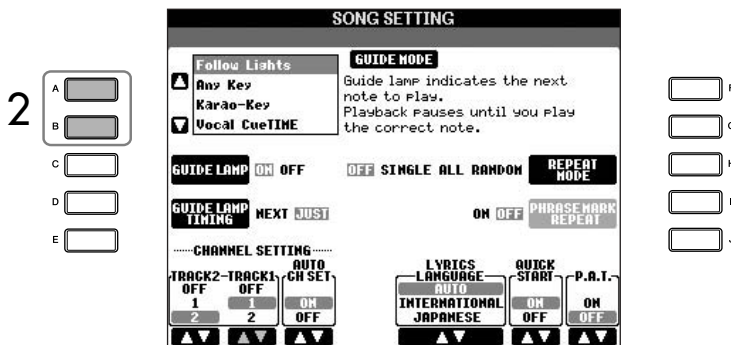 SONG SETTING
Follow Lights
Any Key
Karao-Key
Vocal CueTIME
GUIDE MODE
Guide lamp indicates the next
note to play.
Playback pauses until you play
the correct note.
2
A
B
C
D
E
GUIDE LAMP ON OFF
OFF SINGLE ALL RANDOM REPEAT MODE
GUIDE LAMP TIMING NEXT JUST
ON OFF PHRASE MARK REPEAT
CHANNEL SETTING
TRACK2
OFF
1
2
TRACK1
OFF
1
2
AUTO
CH SET
ON
OFF
LYRICS
LANGUAGE
AUTO
INTERNATIONAL
JAPANESE
QUICK
START
ON
OFF
P.A.T.
ON
OFF